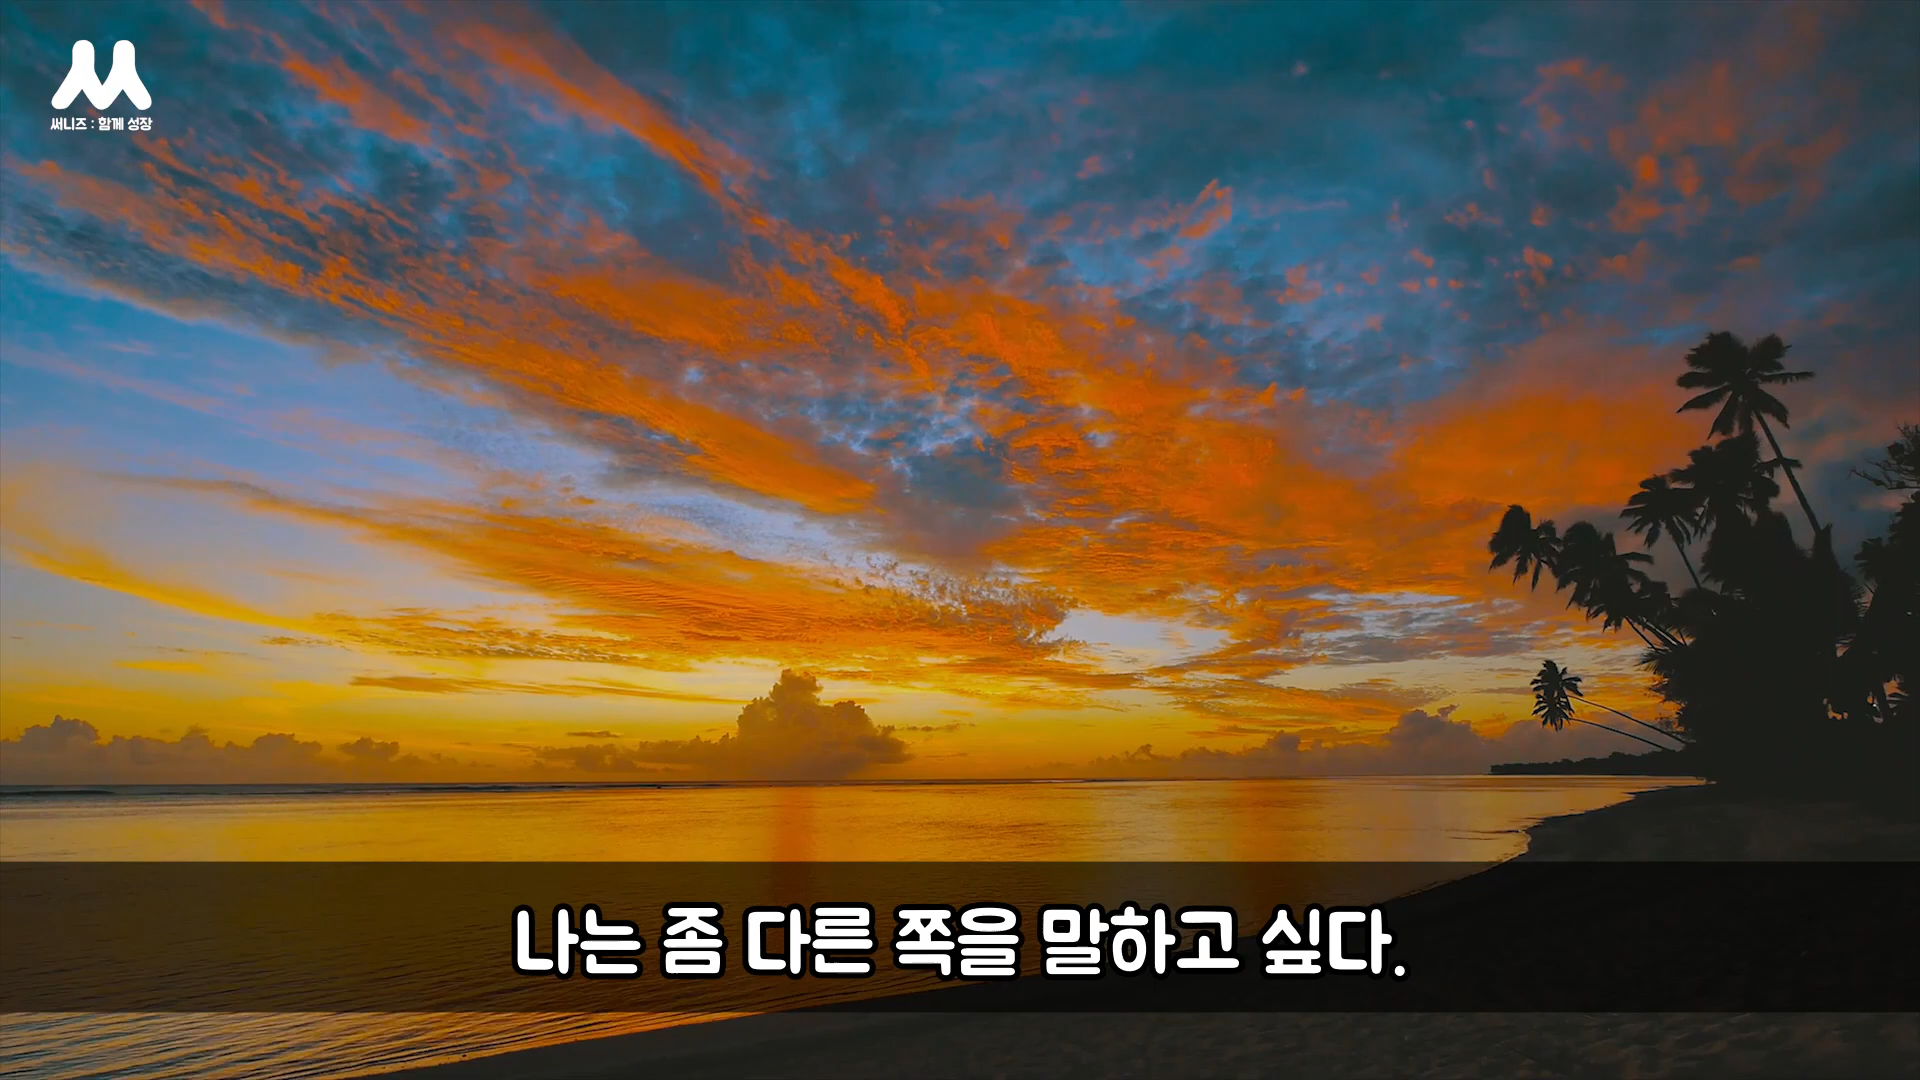 써니즈 : 함께 성장
나는 좀 다른 쪽을 말하고 싶다.